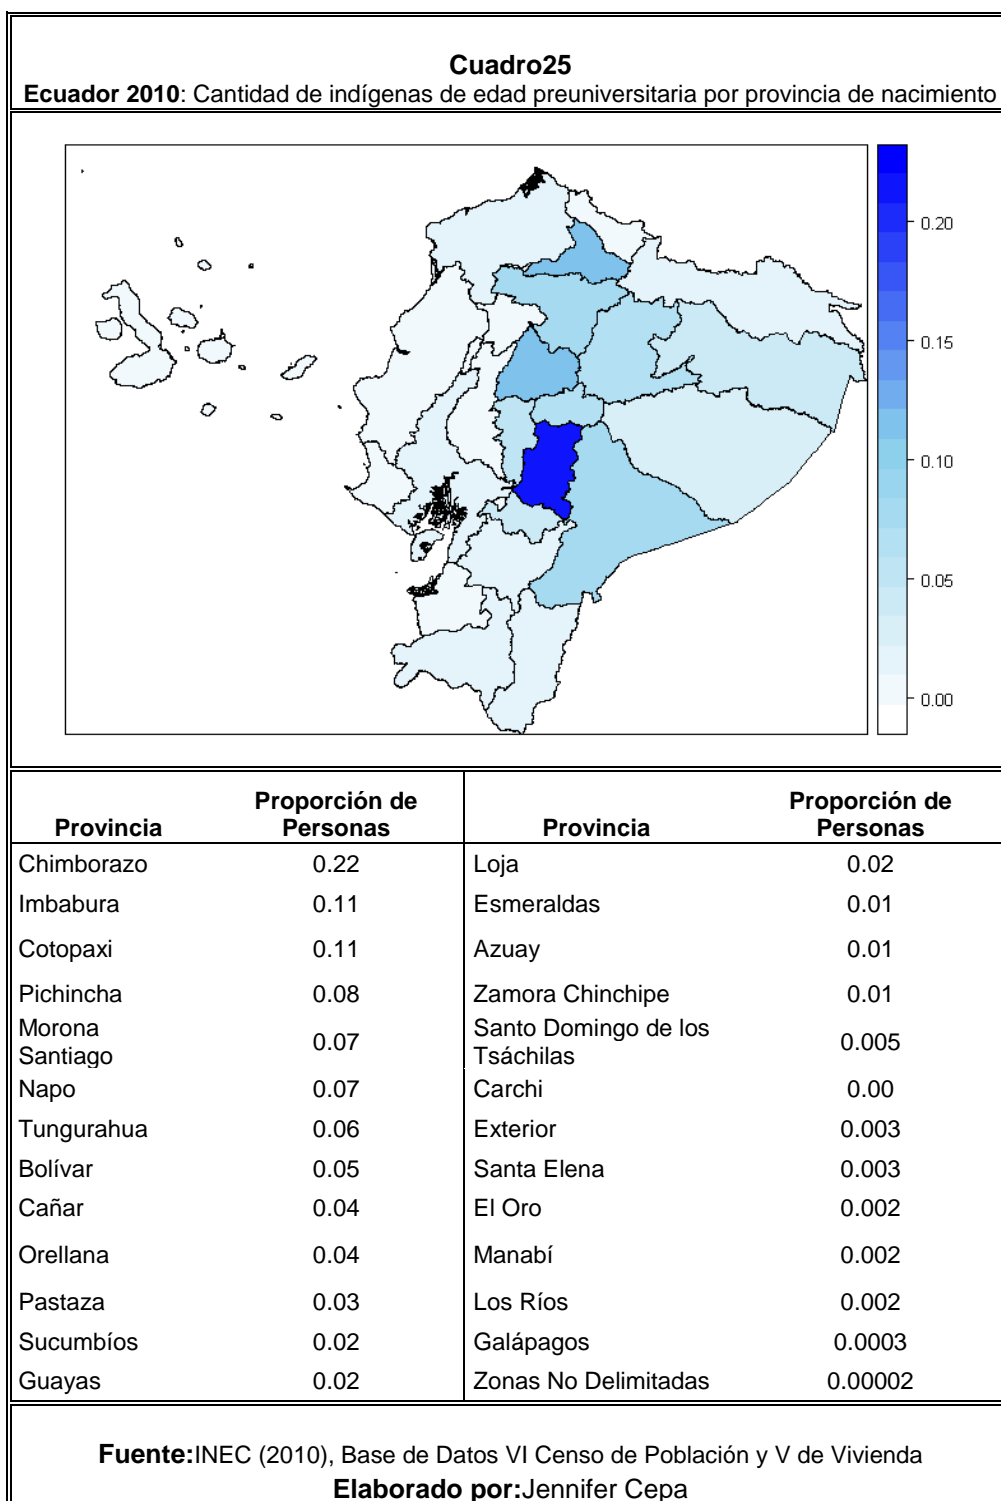 Cuadro25
Ecuador 2010: Cantidad de indígenas de edad preuniversitaria por provincia de nacimiento
0.20
0.15
0.10
0.05
0.00
Provincia Proporción de Personas Provincia Proporción de Personas
Chimborazo 0.22 Loja 0.02
Imbabura 0.11 Esmeraldas 0.01
Cotopaxi 0.11 Azuay 0.01
Pichincha 0.08 Zamora Chinchipe 0.01
Morona Santiago 0.07 Santo Domingo de los Tsáchilas 0.005
Napo 0.07 Carchi 0.00
Tungurahua 0.06 Exterior 0.003
Bolívar 0.05 Santa Elena 0.003
Cañar 0.04 El Oro 0.002
Orellana 0.04 Manabí 0.002
Pastaza 0.03 Los Ríos 0.002
Sucumbíos 0.02 Galápagos 0.0003
Guayas 0.02 Zonas No Delimitadas 0.00002
Fuente:INEC (2010), Base de Datos VI Censo de Población y V de Vivienda
Elaborado por:Jennifer Cepa